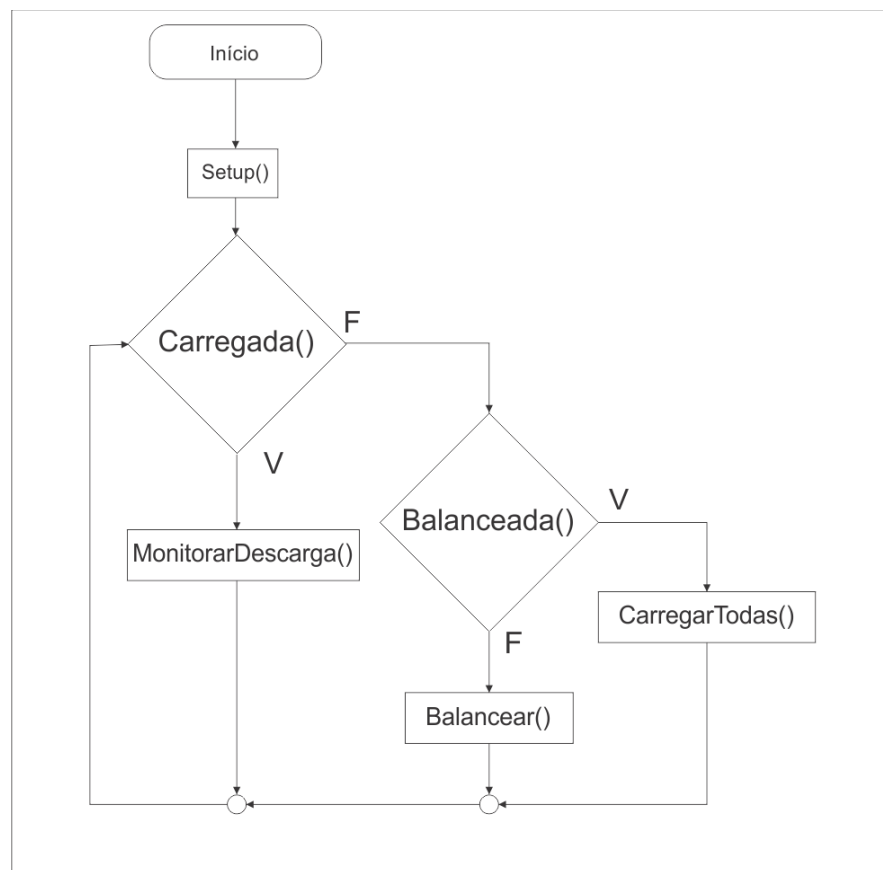 Início
Setup()
Carregada()
F
V
MonitorarDescarga()
Balanceada()
V
CarregarTodas()
F
Balancear()